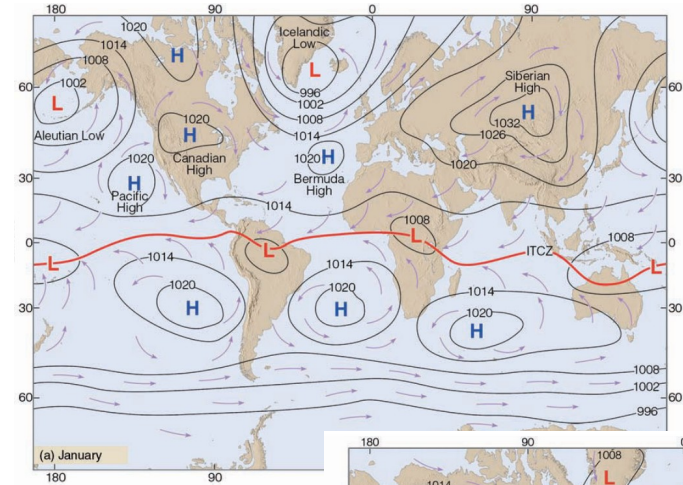 180
90
0
90
1020
1014
1008
1002
Aleutian Low
L
H
Icelandic
Low
L
996
1002
1008
1014
Siberian
High
H
1032
1026
1020
1020
H
Canadian
High
1020
H
Pacific
High
1020
H
Bermuda
High
1014
60
30
0
30
60
1008
L
L
L
L
ITCZ
1008
1014
1020
H
1014
1020
H
1014
1020
H
1008
1002
996
60
30
0
30
60
(a) January
180
90
180
90
0
1008
L
1014